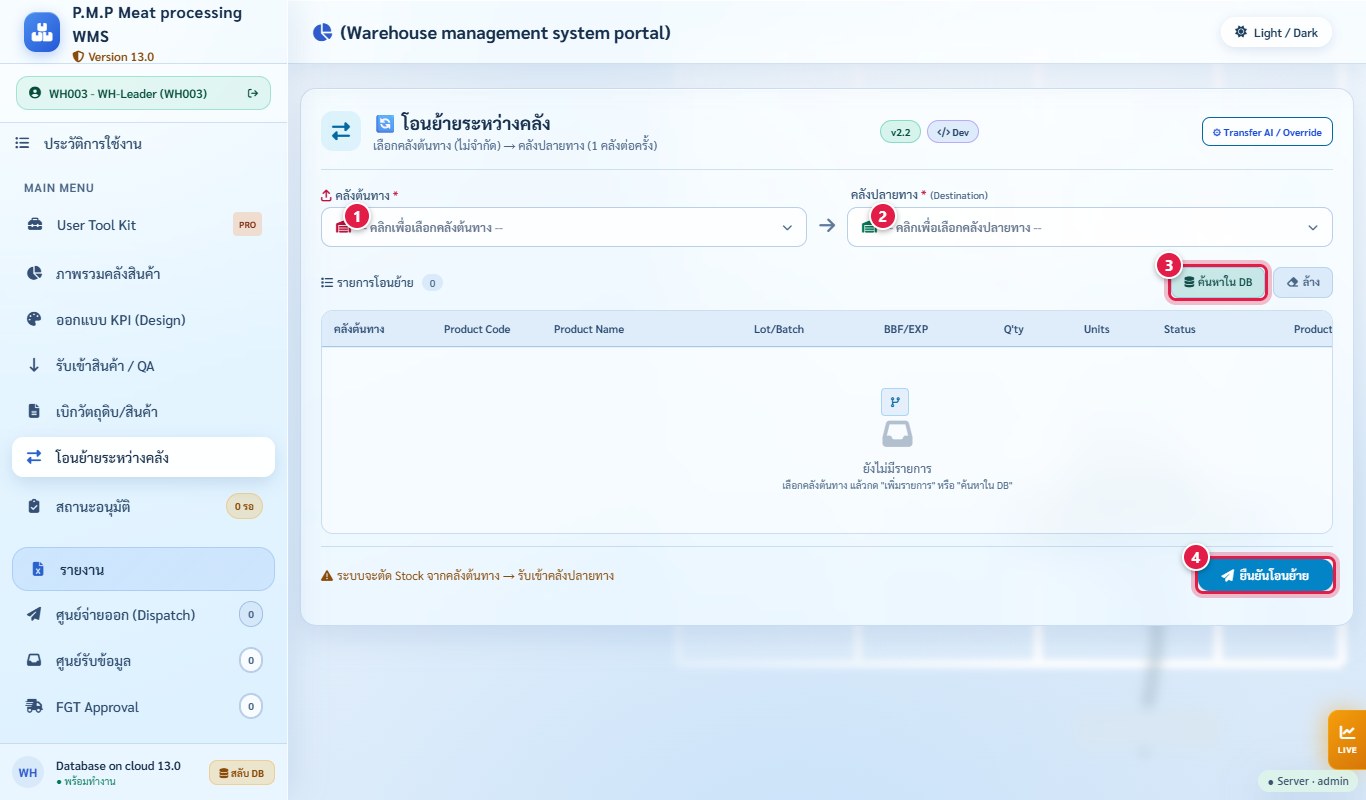 P.M.P Meat processing
WMS
Version 13.0
WH003 - WH-Leader (WH003)
ประวัติการใช้งาน
MAIN MENU
User Tool Kit
PRO
ภาพรวมคลังสินค้า
ออกแบบ KPI (Design)
รับเข้าสินค้า / QA
เบิกวัตถุดิบ/สินค้า
โอนย้ายระหว่างคลัง
สถานะอนุมัติ
0 รอ
รายงาน
ศูนย์จ่ายออก (Dispatch)
0
ศูนย์รับข้อมูล
0
FGT Approval
0
WH
Database on cloud 13.0
● พร้อมทำงาน
สลับ DB
(Warehouse management system portal)
Light / Dark
โอนย้ายระหว่างคลัง
เลือกคลังต้นทาง (ไม่จำกัด) → คลังปลายทาง (1 คลังต่อครั้ง)
v2.2
</> Dev
Transfer AI / Override
คลังต้นทาง *
1
คลิกเพื่อเลือกคลังต้นทาง --
คลังปลายทาง * (Destination)
2
คลิกเพื่อเลือกคลังปลายทาง --
รายการโอนย้าย
0
3
ค้นหาใน DB
ล้าง
คลังต้นทาง Product Code Product Name Lot/Batch BBF/EXP Q'ty Units Status Product
ยังไม่มีรายการ
เลือกคลังต้นทาง แล้วกด "เพิ่มรายการ" หรือ "ค้นหาใน DB"
ระบบจะตัด Stock จากคลังต้นทาง → รับเข้าคลังปลายทาง
4
ยืนยันโอนย้าย
LIVE
● Server · admin